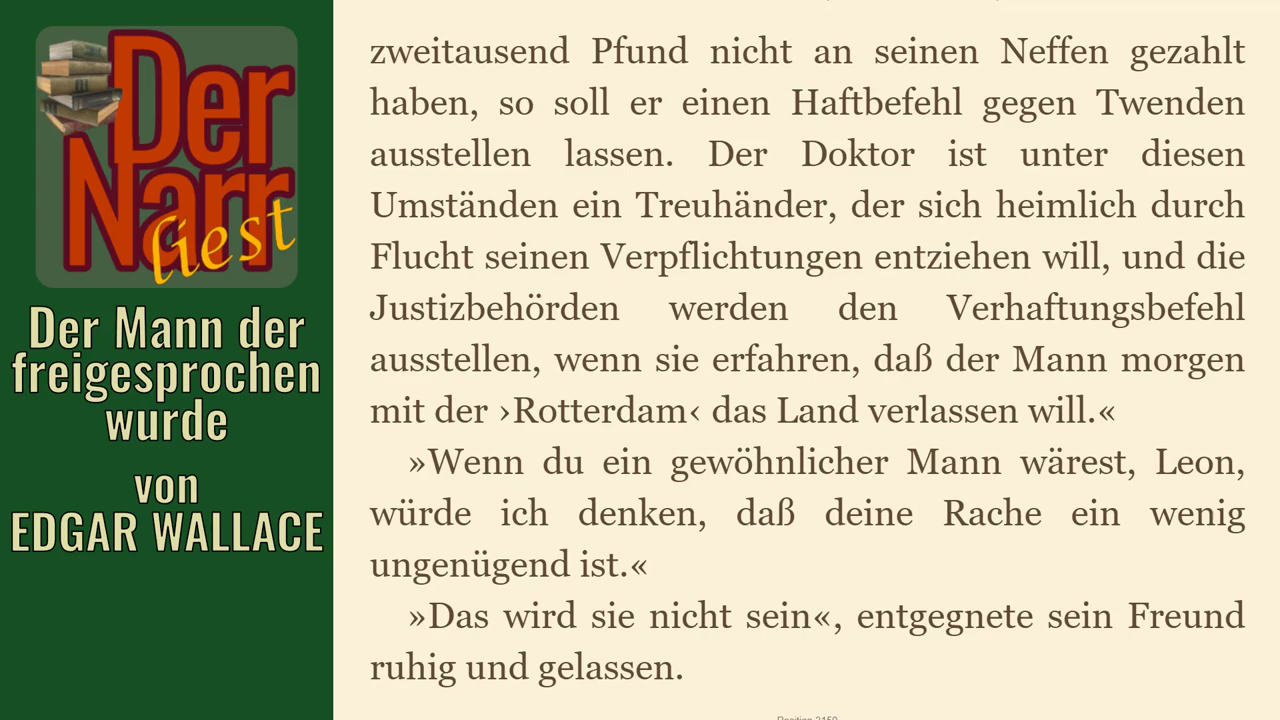 Der
Narr
liest
Der Mann der
freigesprochen
wurde
von
EDGAR WALLACE
zweitausend Pfund nicht an seinen Neffen gezahlt
haben, so soll er einen Haftbefehl gegen Twenden
ausstellen lassen. Der Doktor ist unter diesen
Umständen ein Treuhänder, der sich heimlich durch
Flucht seinen Verpflichtungen entziehen will, und die
Justizbehörden werden den Verhaftungsbefehl
ausstellen, wenn sie erfahren, daß der Mann morgen
mit der ›Rotterdam‹ das Land verlassen will.«
»Wenn du ein gewöhnlicher Mann wärest, Leon,
würde ich denken, daß deine Rache ein wenig
ungenügend ist.«
»Das wird sie nicht sein«, entgegnete sein Freund
ruhig und gelassen.